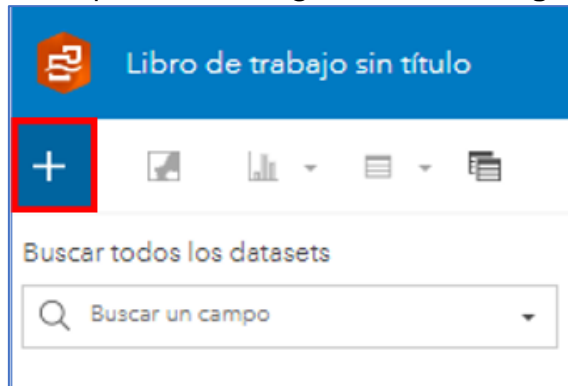 Libro de trabajo sin título
Buscar todos los datasets
Buscar un campo